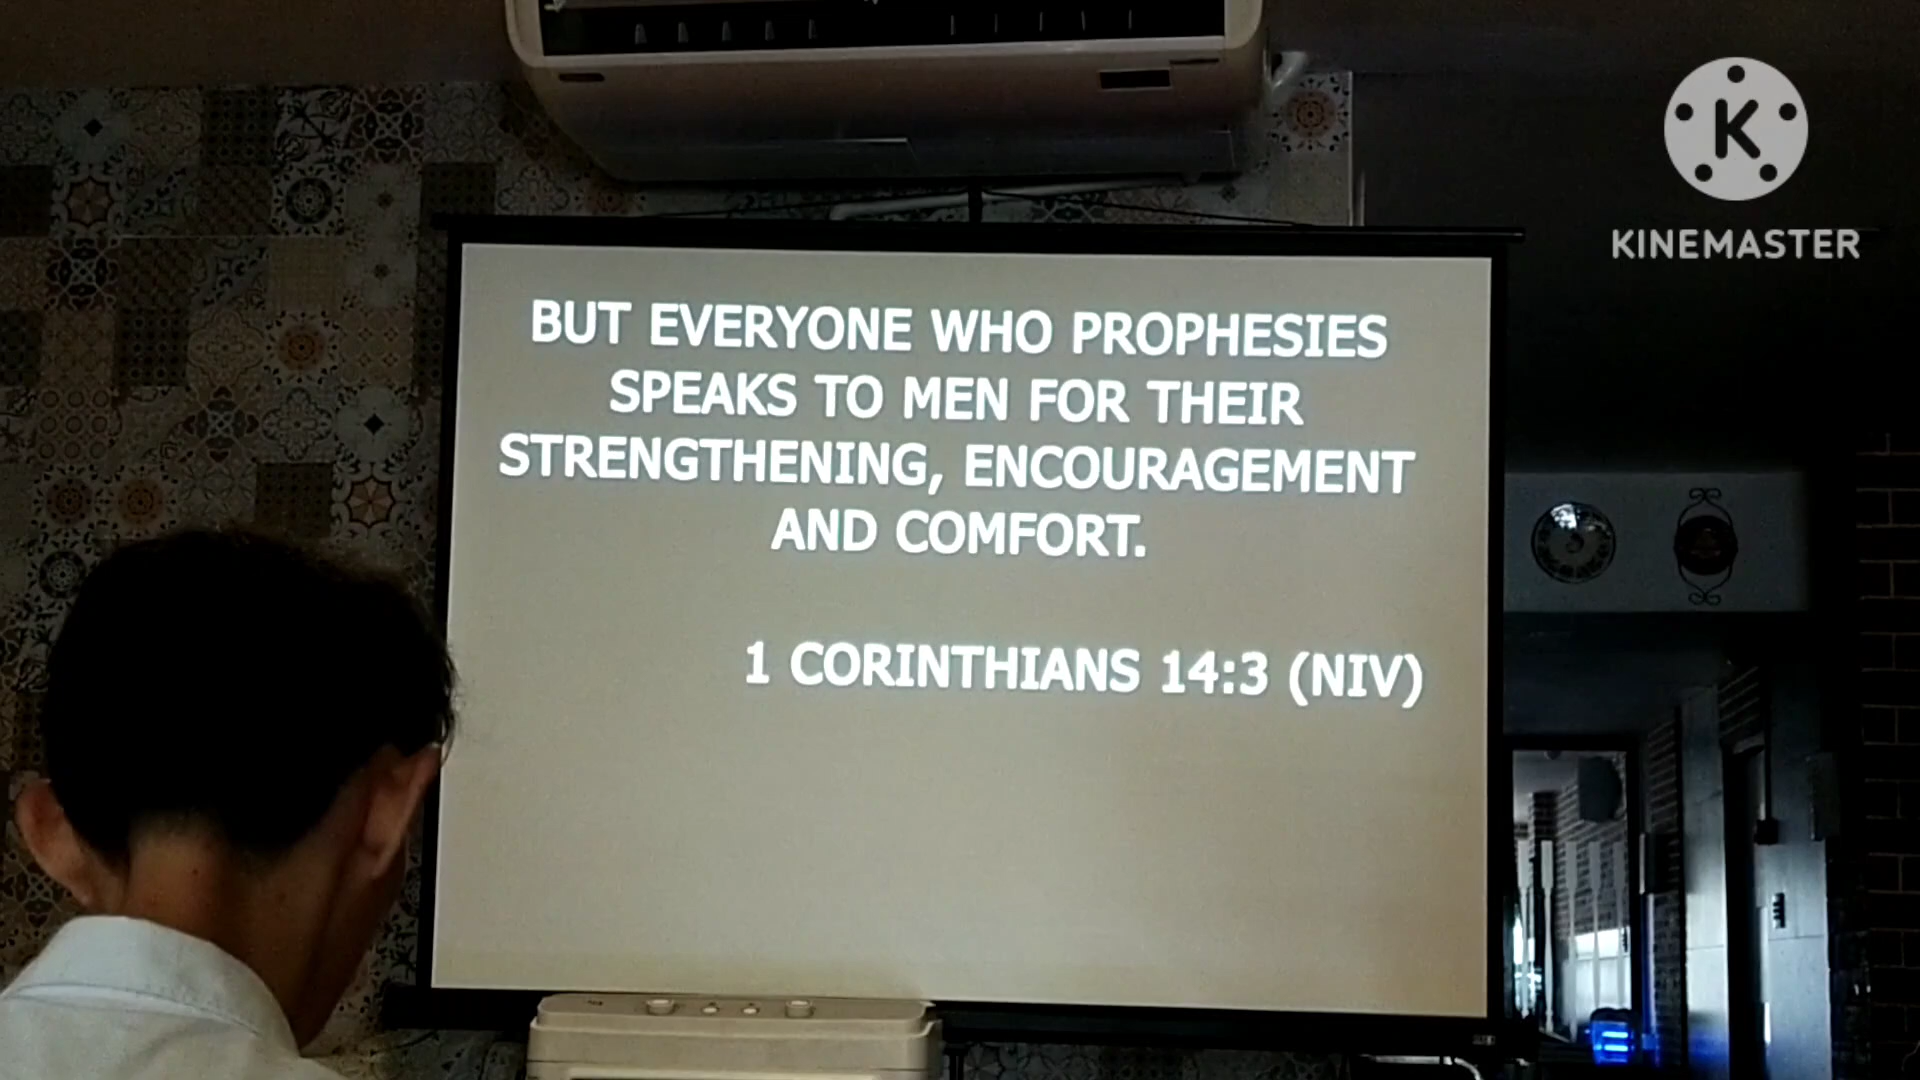 BUT EVERYONE WHO PROPHESIES
SPEAKS TO MEN FOR THEIR
STRENGTHENING, ENCOURAGEMENT
AND COMFORT.
1 CORINTHIANS 14:3 (NIV)
K
KINEMASTER